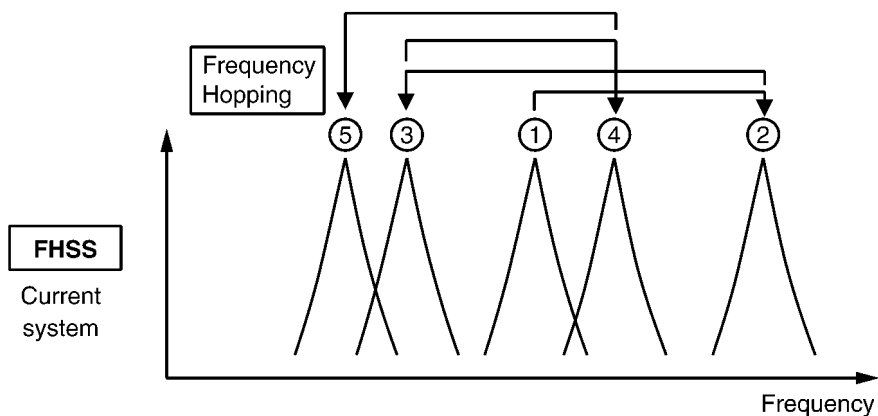 Frequency
Hopping
5 3 1 4 2
FHSS
Current
system
Frequency